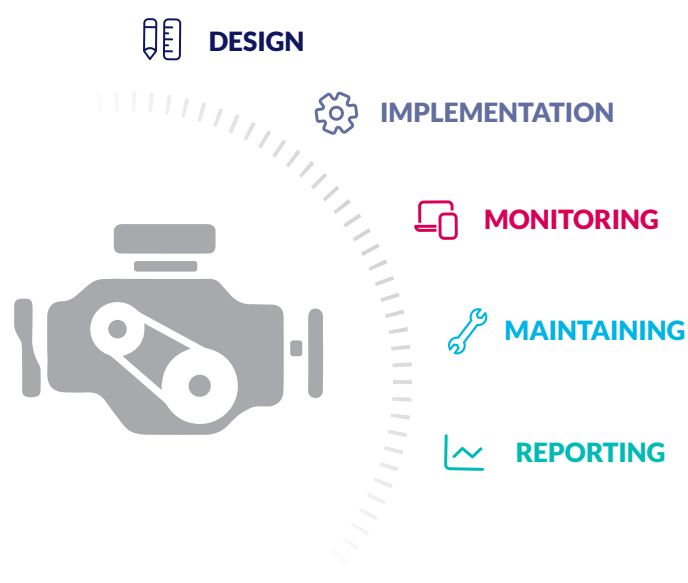 DESIGN
IMPLEMENTATION
MONITORING
MAINTAINING
REPORTING